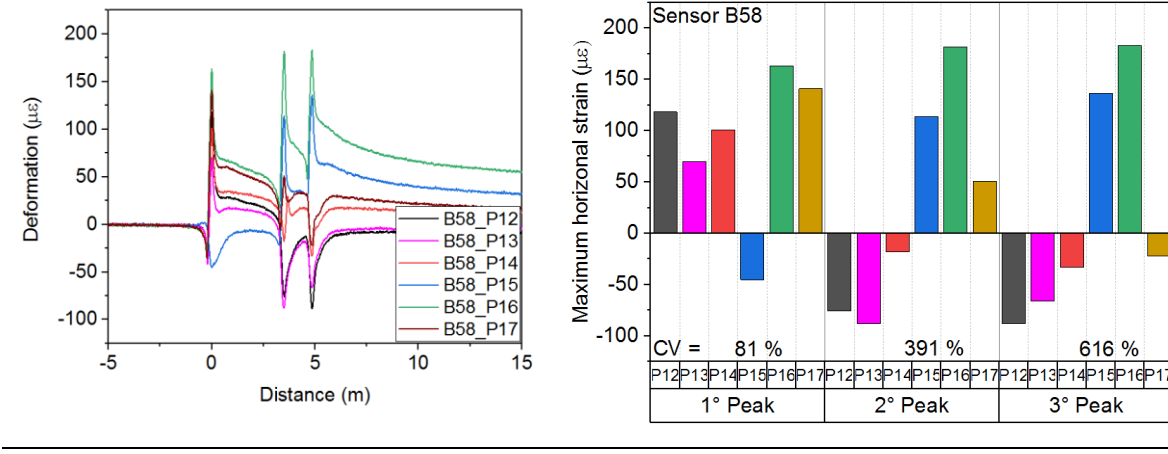 200
150
100
50
0
-50
-100
Deformation (µε)
-5
0
5
10
15
Distance (m)
B58_P12
B58_P13
B58_P14
B58_P15
B58_P16
B58_P17
Sensor B58
200
150
100
50
0
-50
-100
Maximum horizonal strain (µε)
CV = 81 % 391 % 616 %
P12 P13 P14 P15 P16 P17 P12 P13 P14 P15 P16 P17 P12 P13 P14 P15 P16 P17
1° Peak 2° Peak 3° Peak